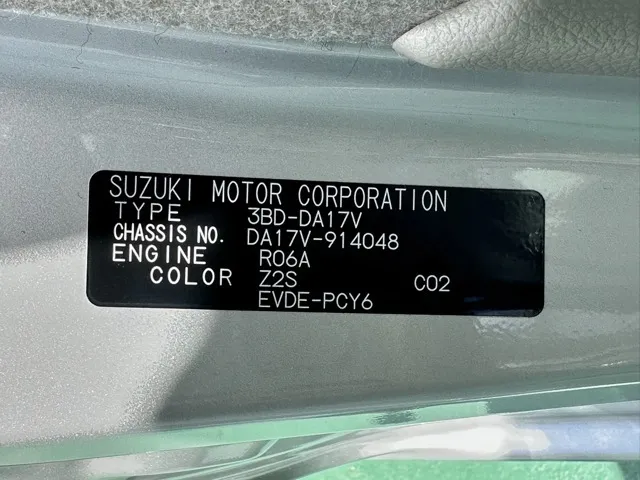 SUZUKI MOTOR CORPORATION
TYPE 3BD-DA17V
CHASSIS NO. DA17V-914048
ENGINE R06A
COLOR Z2S C02
EVDE-PCY6